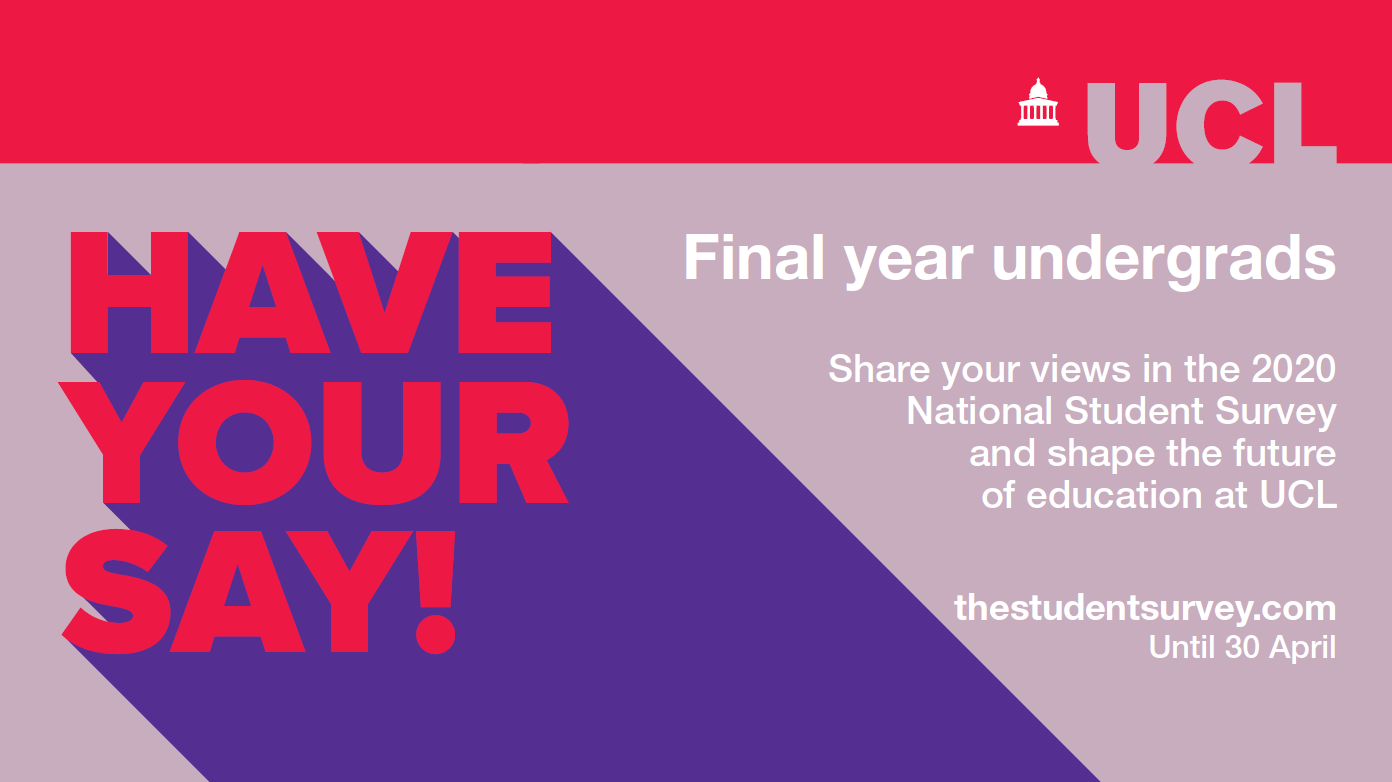 UCL
HAVE
YOUR
SAY!
Final year undergrads
Share your views in the 2020
National Student Survey
and shape the future
of education at UCL
thestudentsurvey.com
Until 30 April